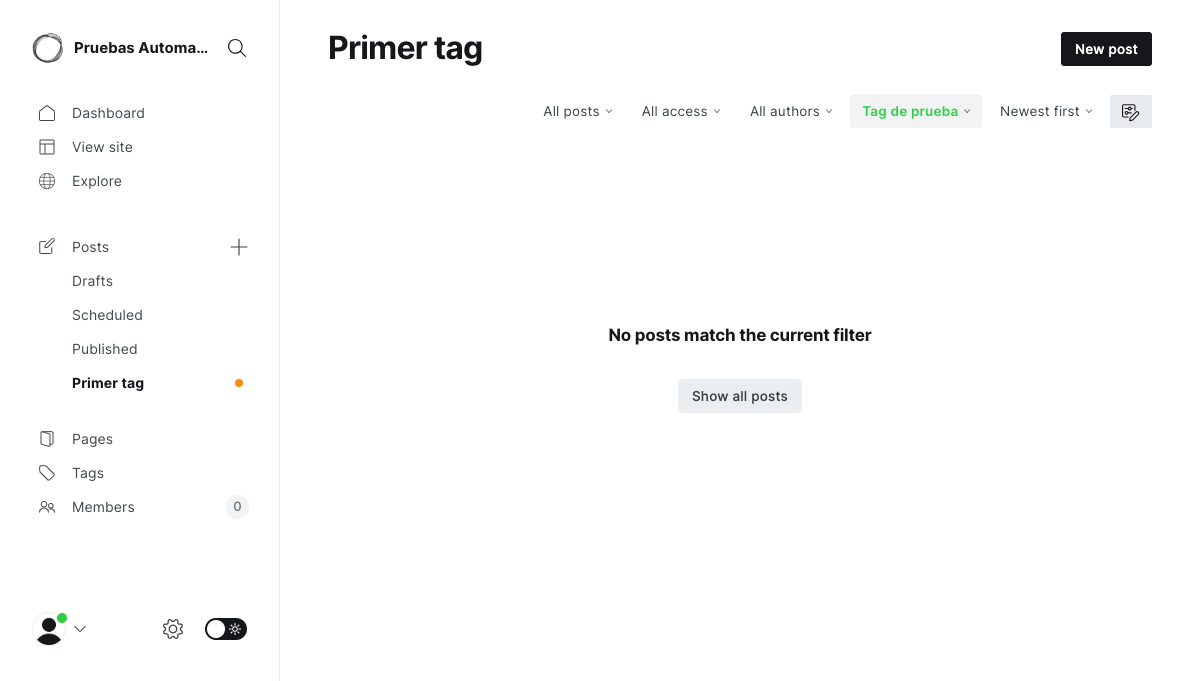 Pruebas Automa...
Dashboard
View site
Explore
Posts
Drafts
Scheduled
Published
Primer tag
Pages
Tags
Members 0
Primer tag
New post
All posts All access All authors Tag de prueba Newest first
No posts match the current filter
Show all posts